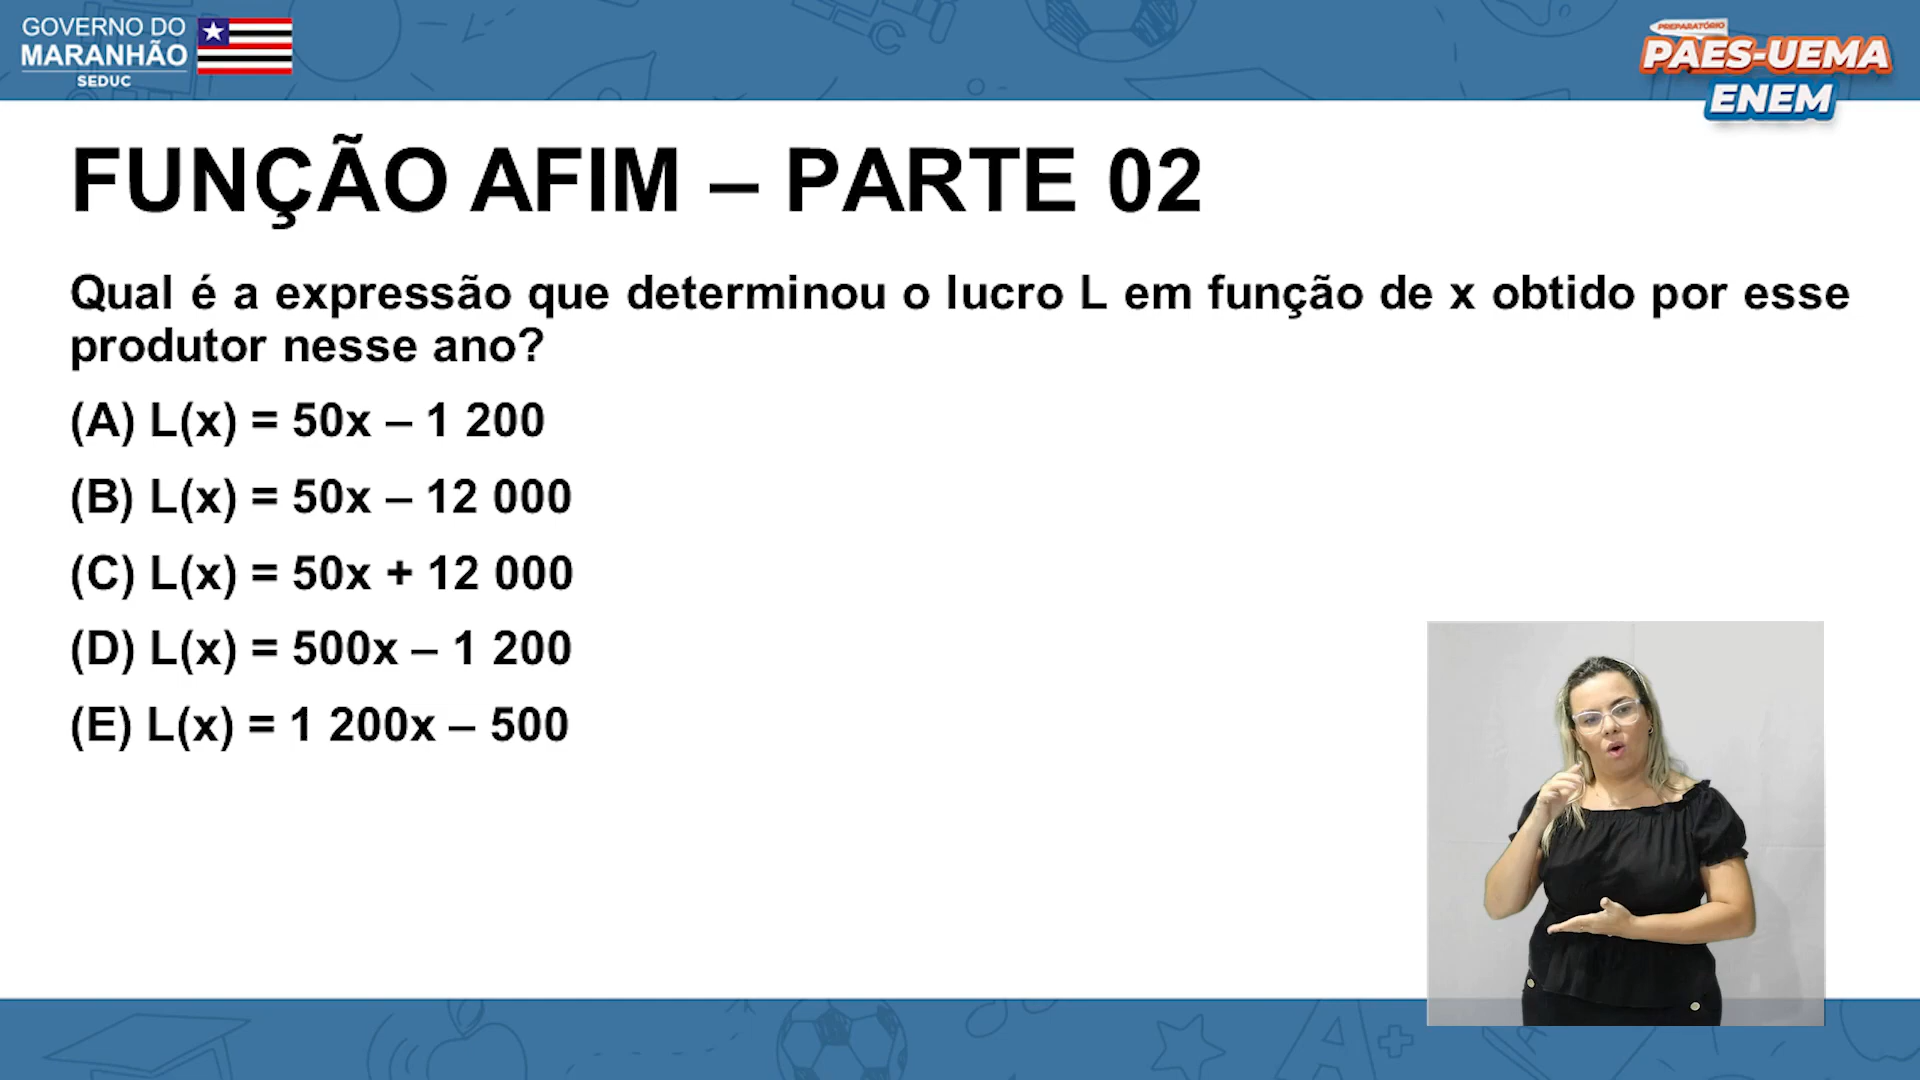 GOVERNO DO
MARANHÃO
SEDUC
PREPARATÓRIO
PAES-UEMA
ENEM
FUNÇÃO AFIM – PARTE 02
Qual é a expressão que determinou o lucro L em função de x obtido por esse
produtor nesse ano?
(A) L(x) = 50x – 1 200
(B) L(x) = 50x – 12 000
(C) L(x) = 50x + 12 000
(D) L(x) = 500x – 1 200
(E) L(x) = 1 200x – 500